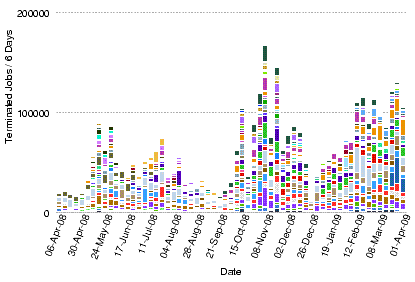 Terminated Jobs / 6 Days
200000
100000
0
06-Apr-08
30-Apr-08
24-May-08
17-Jun-08
11-Jul-09
04-Aug-08
28-Aug-08
21-Sep-08
15-Oct-08
08-Nov-08
02-Dec-08
26-Dec-08
19-Jan-09
12-Feb-09
08-Mar-09
01-Apr-09
Date